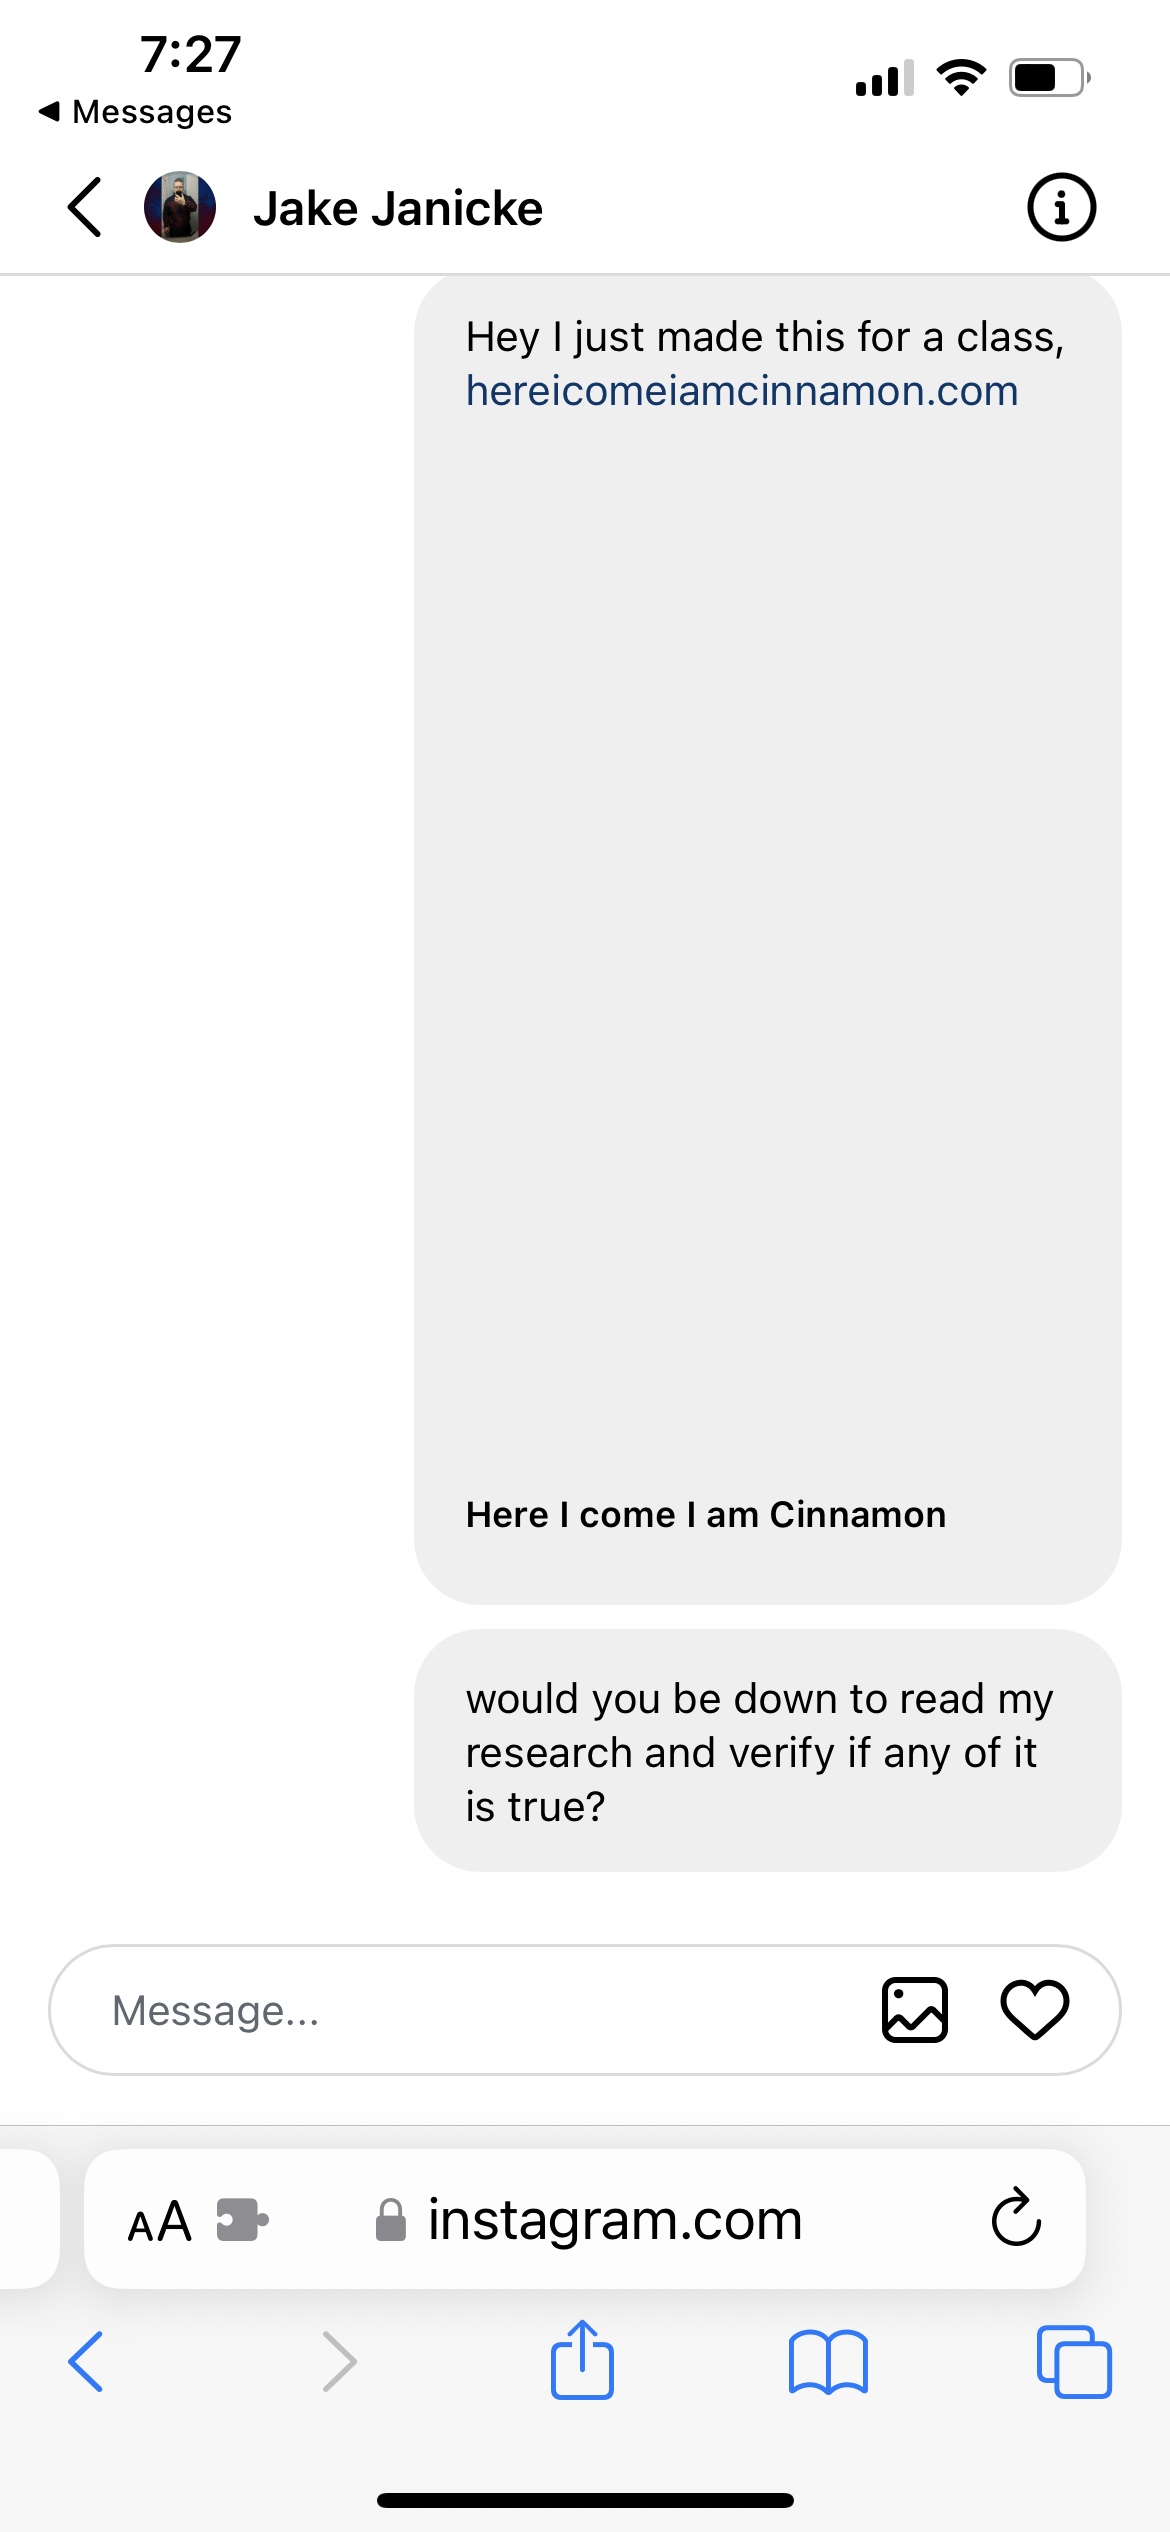 7:27
Messages
Jake Janicke
Hey I just made this for a class,
hereicomeiamcinnamon.com
Here I come I am Cinnamon
would you be down to read my
research and verify if any of it
is true?
Message...
AA instagram.com